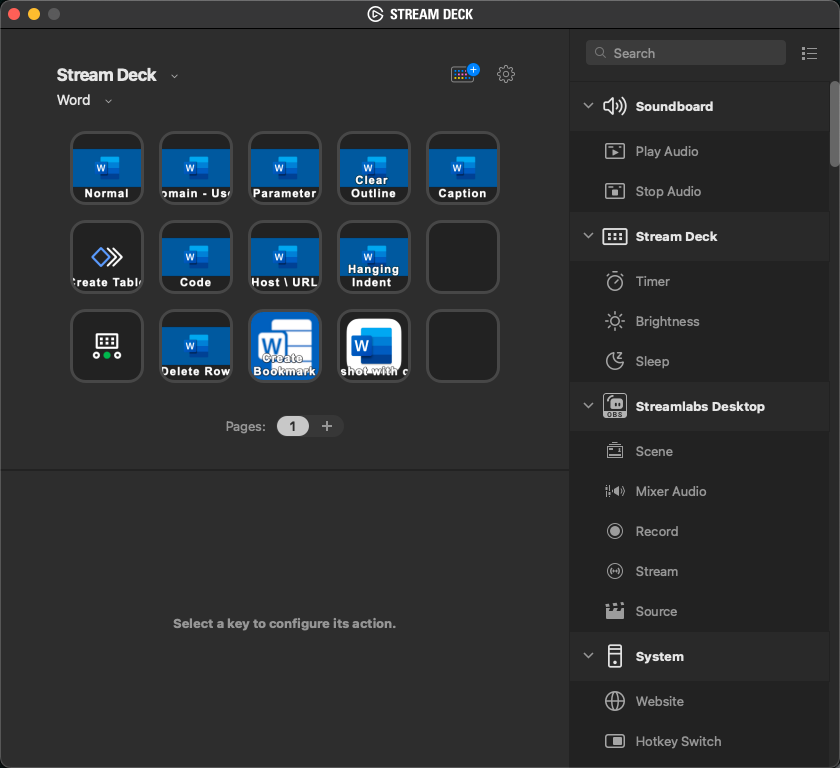 STREAM DECK
Stream Deck
Word
W
Normal
W
omain - Use
W
Parameter
W
Clear
Outline
W
Caption
Create Tabl
W
Code
W
Host \ URL
W
Hanging
Indent
W
Delete Row
W
Create
Bookmark
W
shot with c
Pages:
1
+
Select a key to configure its action.
Search
Soundboard
Play Audio
Stop Audio
Stream Deck
Timer
Brightness
Sleep
OBS
Streamlabs Desktop
Scene
Mixer Audio
Record
Stream
Source
System
Website
Hotkey Switch